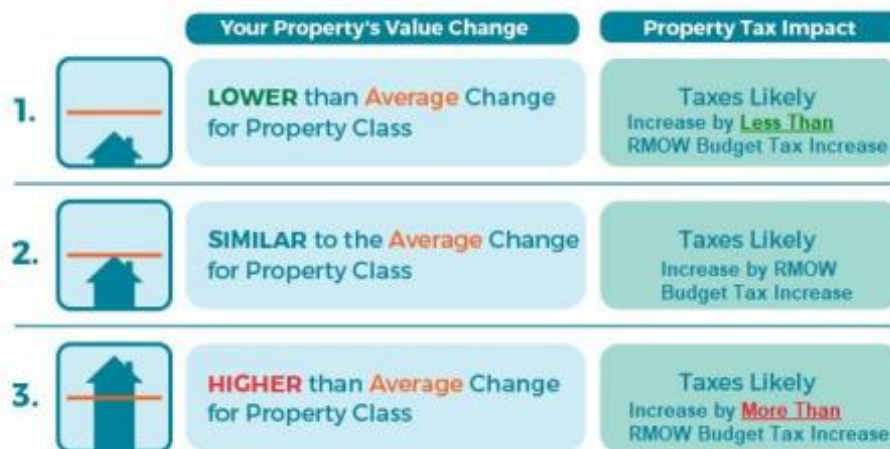 Your Property's Value Change
Property Tax Impact
1.
LOWER than Average Change
for Property Class
Taxes Likely
Increase by Less Than
RMOW Budget Tax Increase
2.
SIMILAR to the Average Change
for Property Class
Taxes Likely
Increase by RMOW
Budget Tax Increase
3.
HIGHER than Average Change
for Property Class
Taxes Likely
Increase by More Than
RMOW Budget Tax Increase